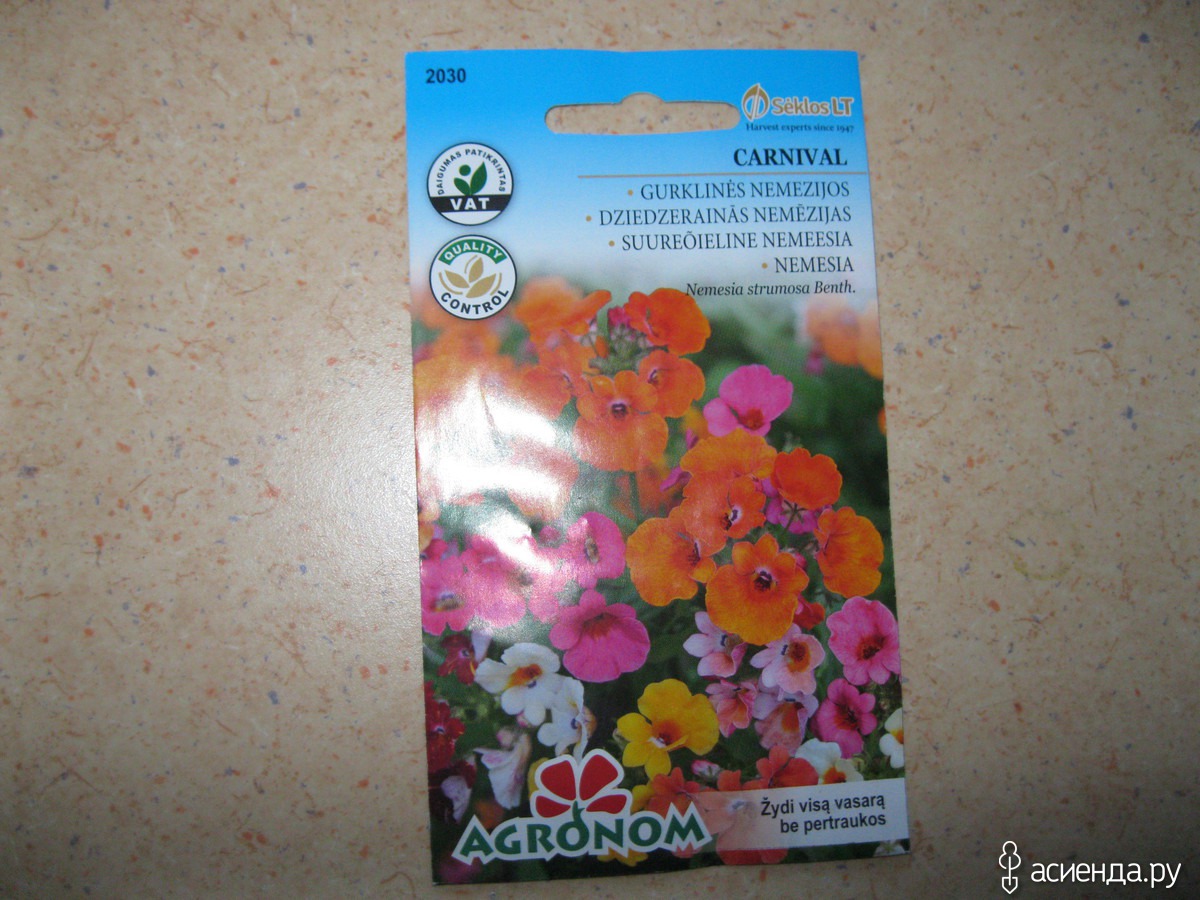 2030
Sėklos LT
Harvest experts since 1947
CARNIVAL
DAIGUMAS PATIKRINTAS
VAT
• GURKLINĖS NEMEZIJOS
• DZIEDZERAINĀS NEMĒZIJAS
• SUUREÕIELINE NEMEESIA
• NEMESIA
Nemesia strumosa Benth.
QUALITY
CONTROL
AGRONOM
Žydi visą vasarą
be pertraukos
асиенда.ру